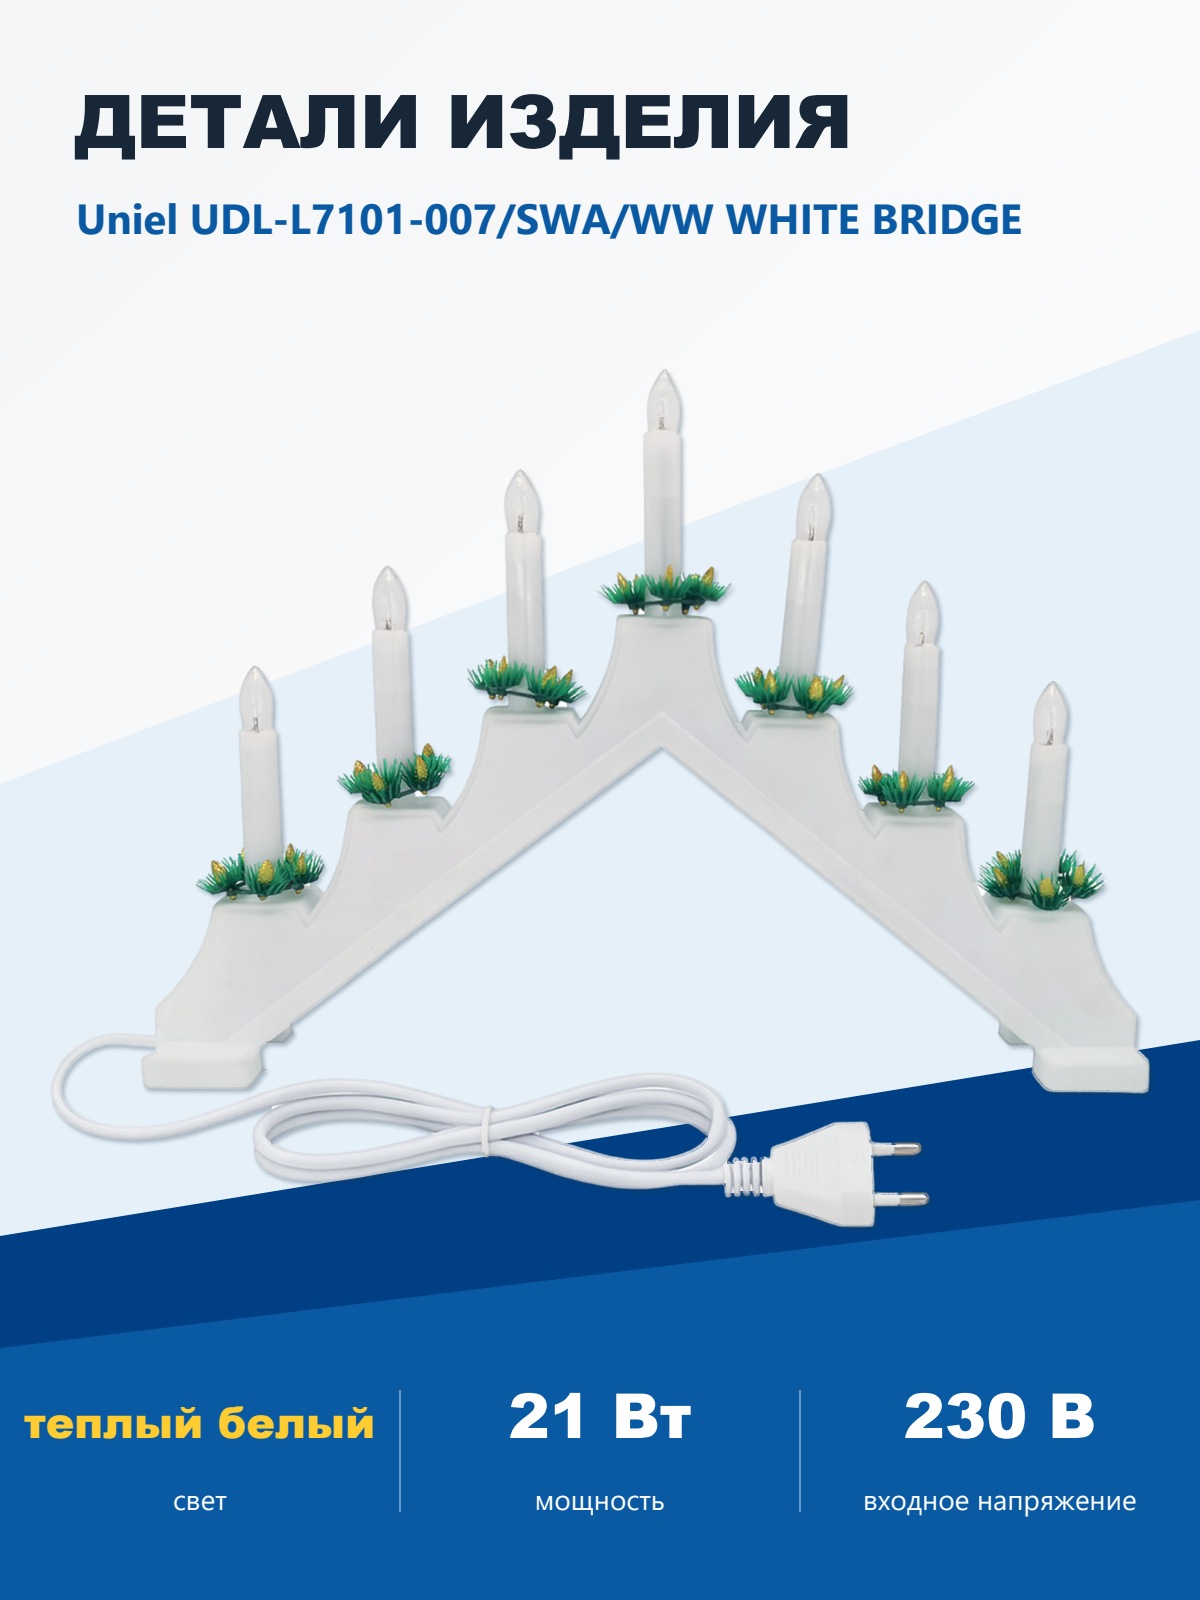 ДЕТАЛИ ИЗДЕЛИЯ
Uniel UDL-L7101-007/SWA/WW WHITE BRIDGE
теплый белый
свет
21 Вт
мощность
230 В
входное напряжение